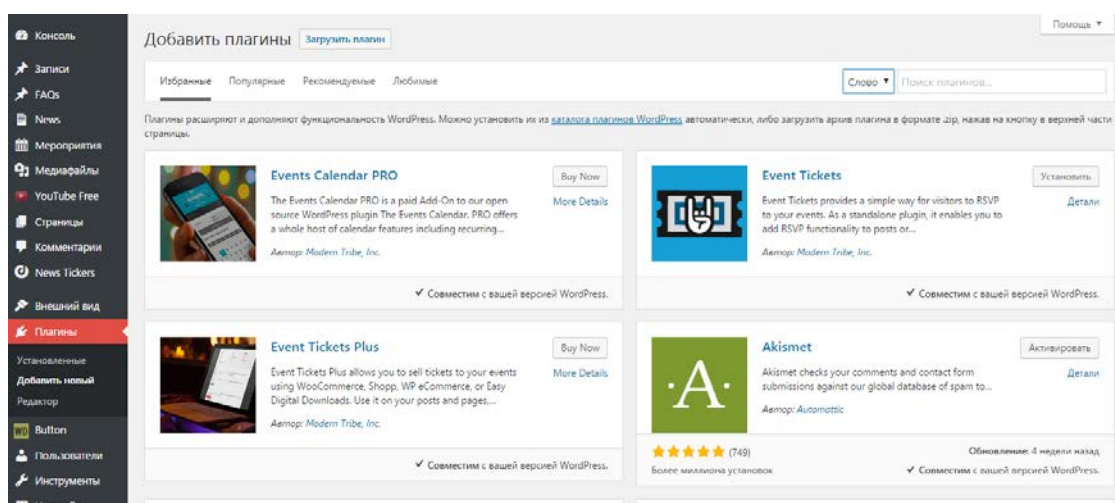 Консоль
Записи
FAQs
News
Мероприятия
Медиафайлы
YouTube Free
Страницы
Комментарии
News Tickers
Внешний вид
Плагины
Установленные
Добавить новый
Редактор
WD Button
Пользователи
Инструменты
Помощь
Добавить плагины Загрузить плагин
Избранные Популярные Рекомендуемые Любимые Слово Поиск плагинов...
Плагины расширяют и дополняют функциональность WordPress. Можно установить их из каталога плагинов WordPress автоматически, либо загрузить архив плагина в формате .zip, нажав на кнопку в верхней части
страницы.
Events Calendar PRO
Buy Now
The Events Calendar PRO is a paid Add-On to our open
More Details
source WordPress plugin The Events Calendar. PRO offers
a whole host of calendar features including recurring...
Автор: Modern Tribe, Inc.
✔ Совместим с вашей версией WordPress.
Event Tickets
Установить
Event Tickets provides a simple way for visitors to RSVP
Детали
to your events. As a standalone plugin, it enables you to
add RSVP functionality to posts or...
Автор: Modern Tribe, Inc.
✔ Совместим с вашей версией WordPress.
Event Tickets Plus
Buy Now
Event Tickets Plus allows you to sell tickets to your events
More Details
using WooCommerce, Shopp, WP eCommerce, or Easy
Digital Downloads. Use it on your posts and pages,...
Автор: Modern Tribe, Inc.
✔ Совместим с вашей версией WordPress.
·A·
Akismet
Активировать
Akismet checks your comments and contact form
Детали
submissions against our global database of spam to...
Автор: Automattic
(749)
Обновление: 4 недели назад
Более миллиона установок
✔ Совместим с вашей версией WordPress.